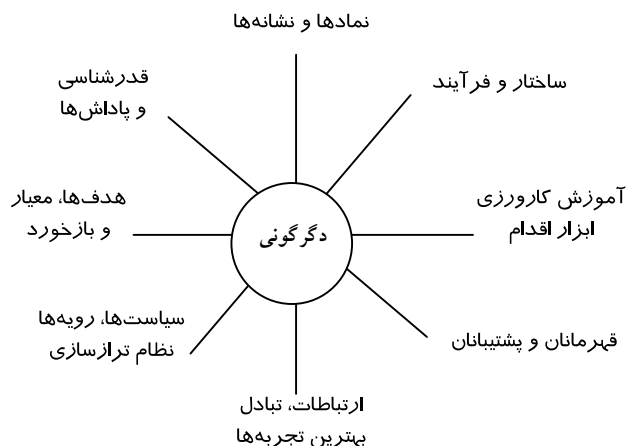 نمادها و نشانه‌ها
ساختار و فرآیند
قدرشناسی
و پاداش‌ها
آموزش کارورزی
ابزار اقدام
هدف‌ها، معیار
و بازخورد
دگرگونی
قهرمانان و پشتیبانان
سیاست‌ها، رویه‌ها
نظام ترازسازی
ارتباطات، تبادل
بهترین تجربه‌ها